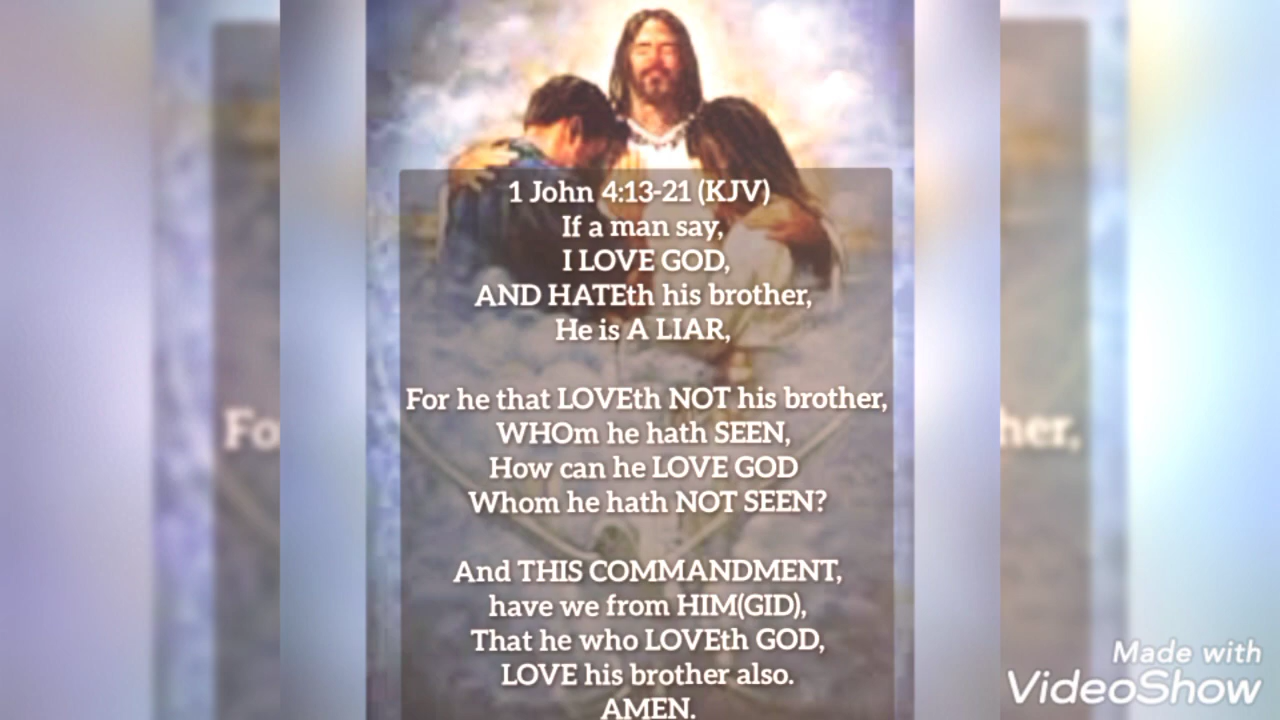 1 John 4:13-21 (KJV)
If a man say,
I LOVE GOD,
AND HATEth his brother,
He is A LIAR,
For he that LOVEth NOT his brother,
WHOm he hath SEEN,
How can he LOVE GOD
Whom he hath NOT SEEN?
And THIS COMMANDMENT,
have we from HIM(GID),
That he who LOVEth GOD,
LOVE his brother also.
AMEN.
Fo
her,
Made with
VideoShow